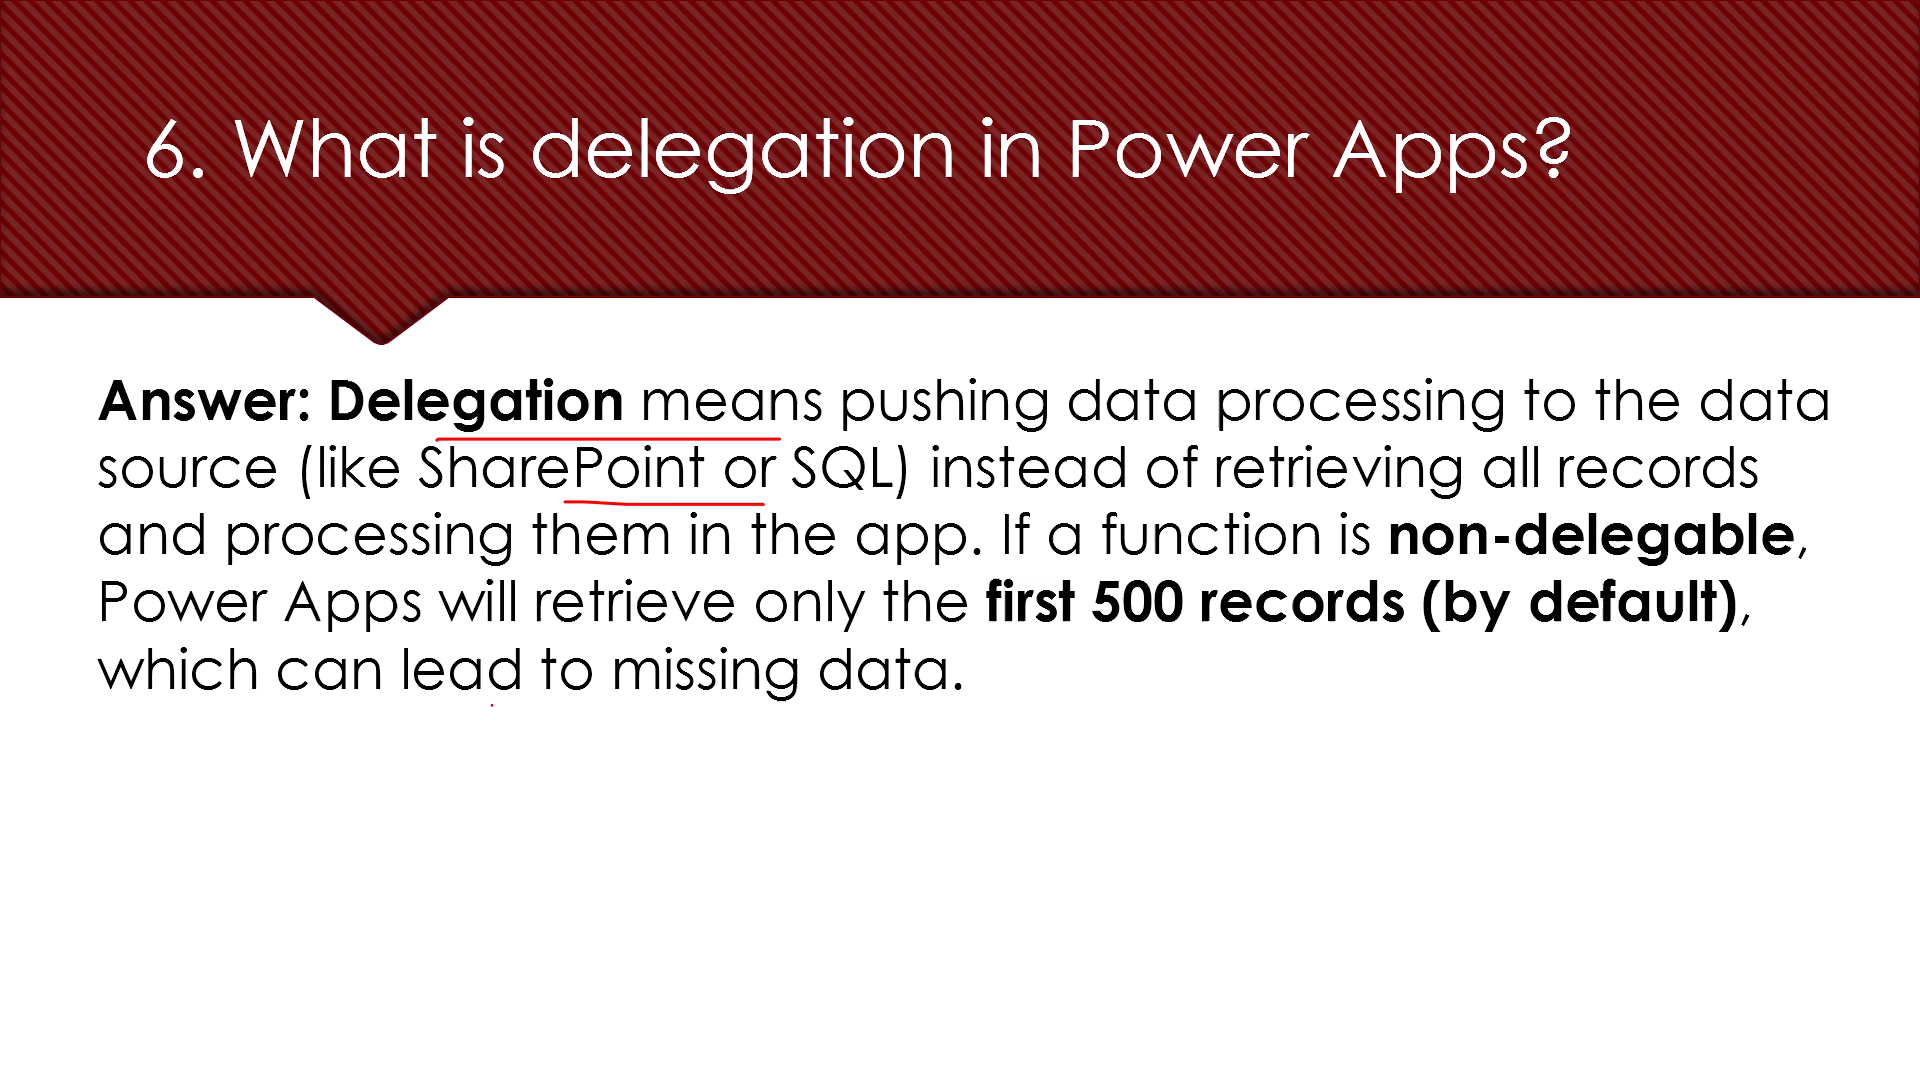 6. What is delegation in Power Apps?
Answer: Delegation means pushing data processing to the data
source (like SharePoint or SQL) instead of retrieving all records
and processing them in the app. If a function is non-delegable,
Power Apps will retrieve only the first 500 records (by default),
which can lead to missing data.